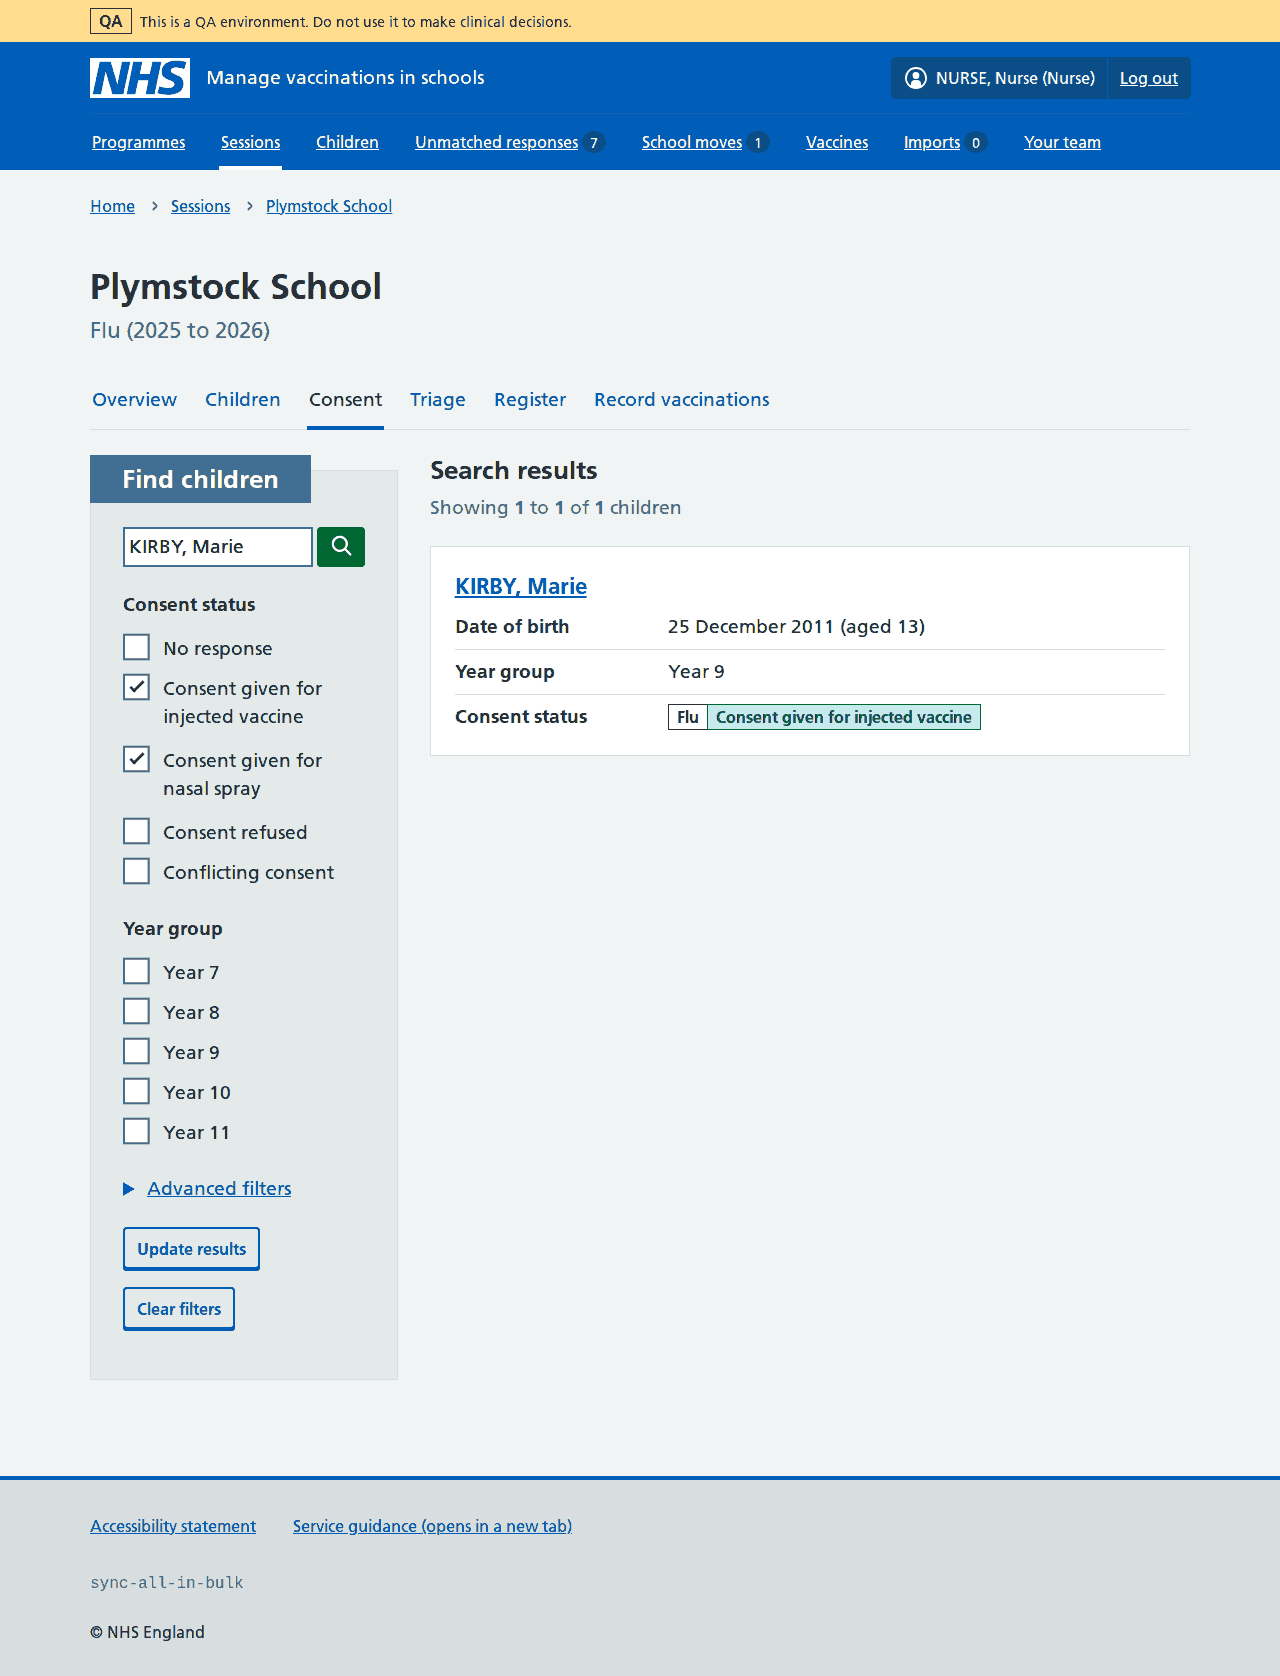 QA This is a QA environment. Do not use it to make clinical decisions.
NHS Manage vaccinations in schools NURSE, Nurse (Nurse) Log out
Programmes Sessions Children Unmatched responses 7 School moves 1 Vaccines Imports 0 Your team
Home Sessions Plymstock School
Plymstock School
Flu (2025 to 2026)
Overview Children Consent Triage Register Record vaccinations
Find children
KIRBY, Marie
Consent status
No response
Consent given for
injected vaccine
Consent given for
nasal spray
Consent refused
Conflicting consent
Year group
Year 7
Year 8
Year 9
Year 10
Year 11
Advanced filters
Update results
Clear filters
Search results
Showing 1 to 1 of 1 children
KIRBY, Marie
Date of birth 25 December 2011 (aged 13)
Year group Year 9
Consent status Flu Consent given for injected vaccine
Accessibility statement Service guidance (opens in a new tab)
sync-all-in-bulk
© NHS England